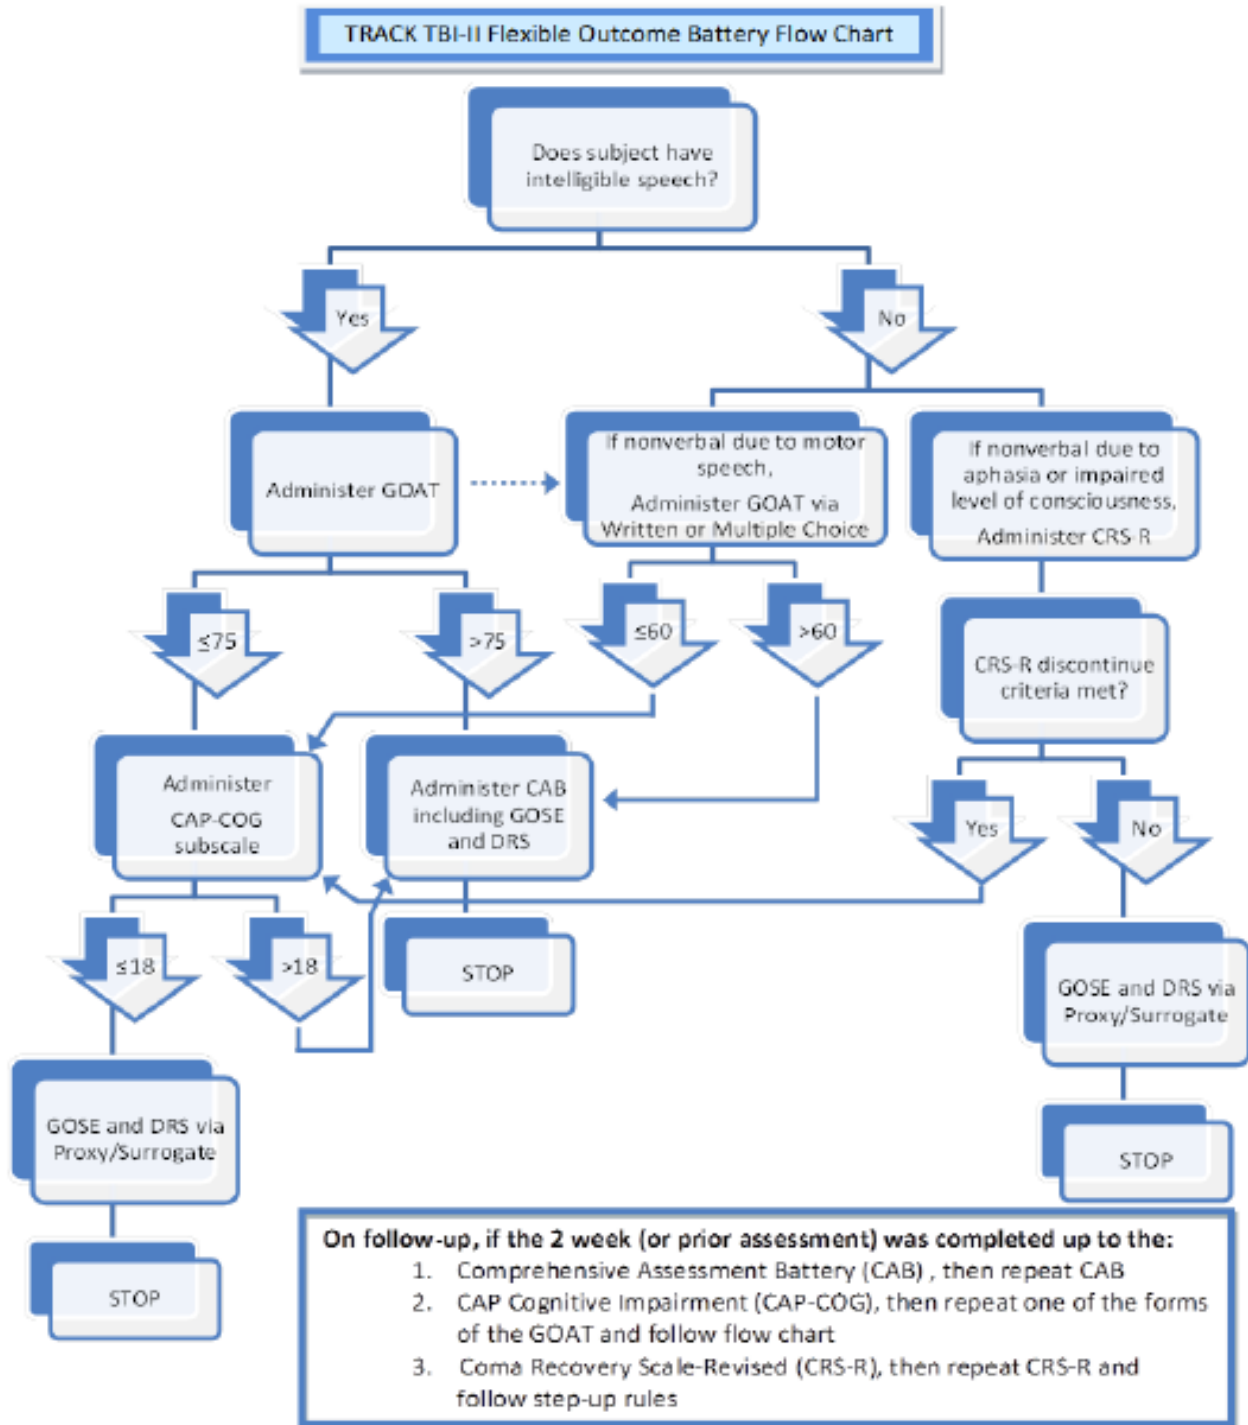 TRACK TBI-II Flexible Outcome Battery Flow Chart
Does subject have
intelligible speech?
Yes
No
Administer GOAT
If nonverbal due to motor
speech,
Administer GOAT via
Written or Multiple Choice
If nonverbal due to
aphasia or impaired
level of consciousness,
Administer CRS-R
≤75
>75
≤60
>60
CRS-R discontinue
criteria met?
Administer
CAP-COG
subscale
Administer CAB
including GOSE
and DRS
Yes
No
≤18
>18
STOP
GOSE and DRS via
Proxy/Surrogate
GOSE and DRS via
Proxy/Surrogate
STOP
STOP
On follow-up, if the 2 week (or prior assessment) was completed up to the:
1. Comprehensive Assessment Battery (CAB) , then repeat CAB
2. CAP Cognitive Impairment (CAP-COG), then repeat one of the forms
of the GOAT and follow flow chart
3. Coma Recovery Scale-Revised (CRS-R), then repeat CRS-R and
follow step-up rules